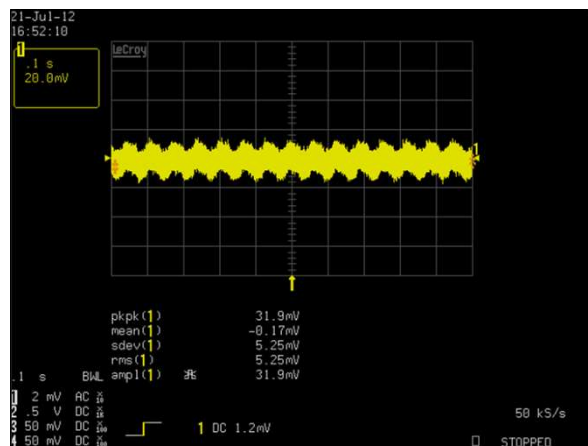 21-Jul-12
16:52:10
1
.1 s
20.0mV
LeCroy
1
pkpk(1) 31.9mV
mean(1) -0.17mV
sdev(1) 5.25mV
rms(1) 5.25mV
ampl(1) 31.9mV
.1 s BWL
1 2 mV AC
2 .5 V DC
3 50 mV DC
4 50 mV DC
1 DC 1.2mV
50 kS/s
STOPPED